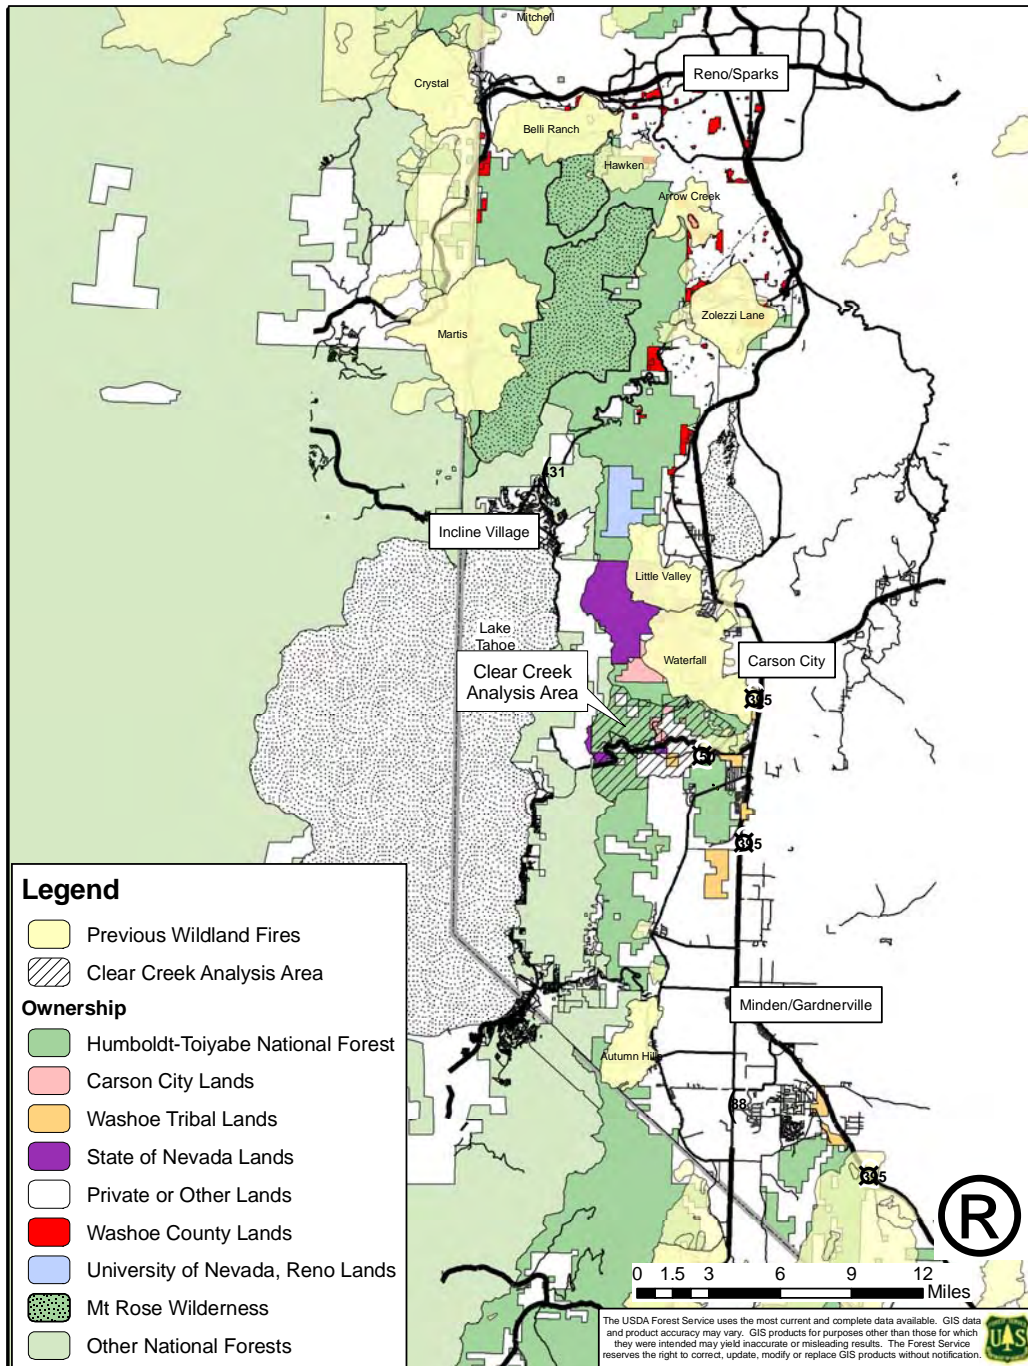 Mitchell
Crystal
Reno/Sparks
Belli Ranch
Hawken
Arrow Creek
Zolezzi Lane
Martis
431
Incline Village
Little Valley
Lake
Tahoe
Waterfall
Carson City
Clear Creek
Analysis Area
395
50
395
Minden/Gardnerville
Autumn Hills
88
395
Legend
Previous Wildland Fires
Clear Creek Analysis Area
Ownership
Humboldt-Toiyabe National Forest
Carson City Lands
Washoe Tribal Lands
State of Nevada Lands
Private or Other Lands
Washoe County Lands
University of Nevada, Reno Lands
Mt Rose Wilderness
Other National Forests
®
0 1.5 3 6 9 12
Miles
The USDA Forest Service uses the most current and complete data available. GIS data
and product accuracy may vary. GIS products for purposes other than those for which
they were intended may yield inaccurate or misleading results. The Forest Service
reserves the right to correct, update, modify or replace GIS products without notification.
FOREST SERVICE
UAS